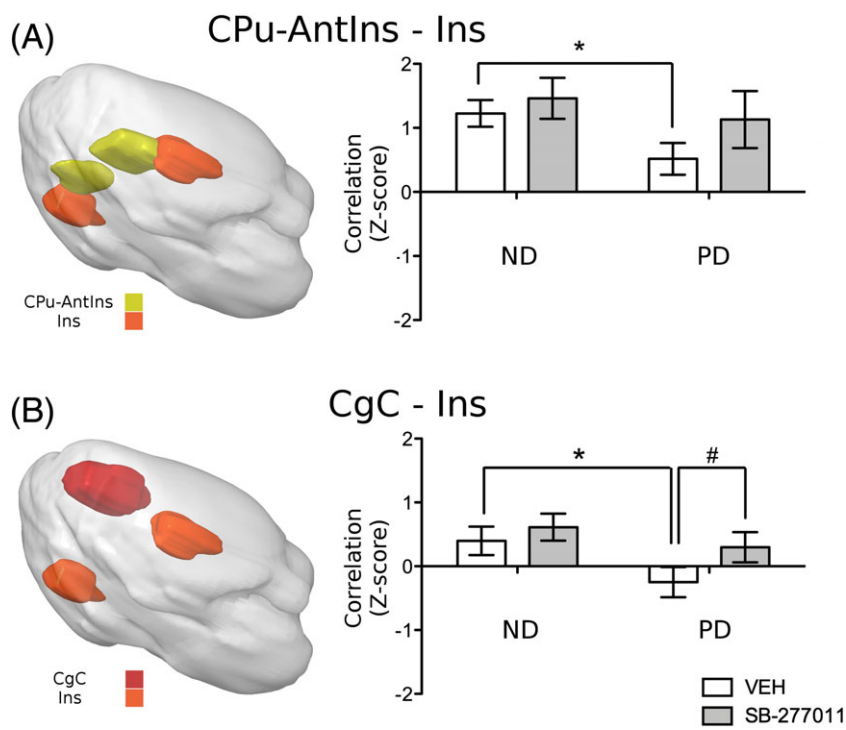 (A)
CPu-AntIns - Ins
*
2
1
0
-1
-2
Correlation
(Z-score)
ND
PD
CPu-AntIns
Ins
(B)
CgC - Ins
*
#
2
1
0
-1
-2
Correlation
(Z-score)
ND
PD
CgC
Ins
VEH
SB-277011